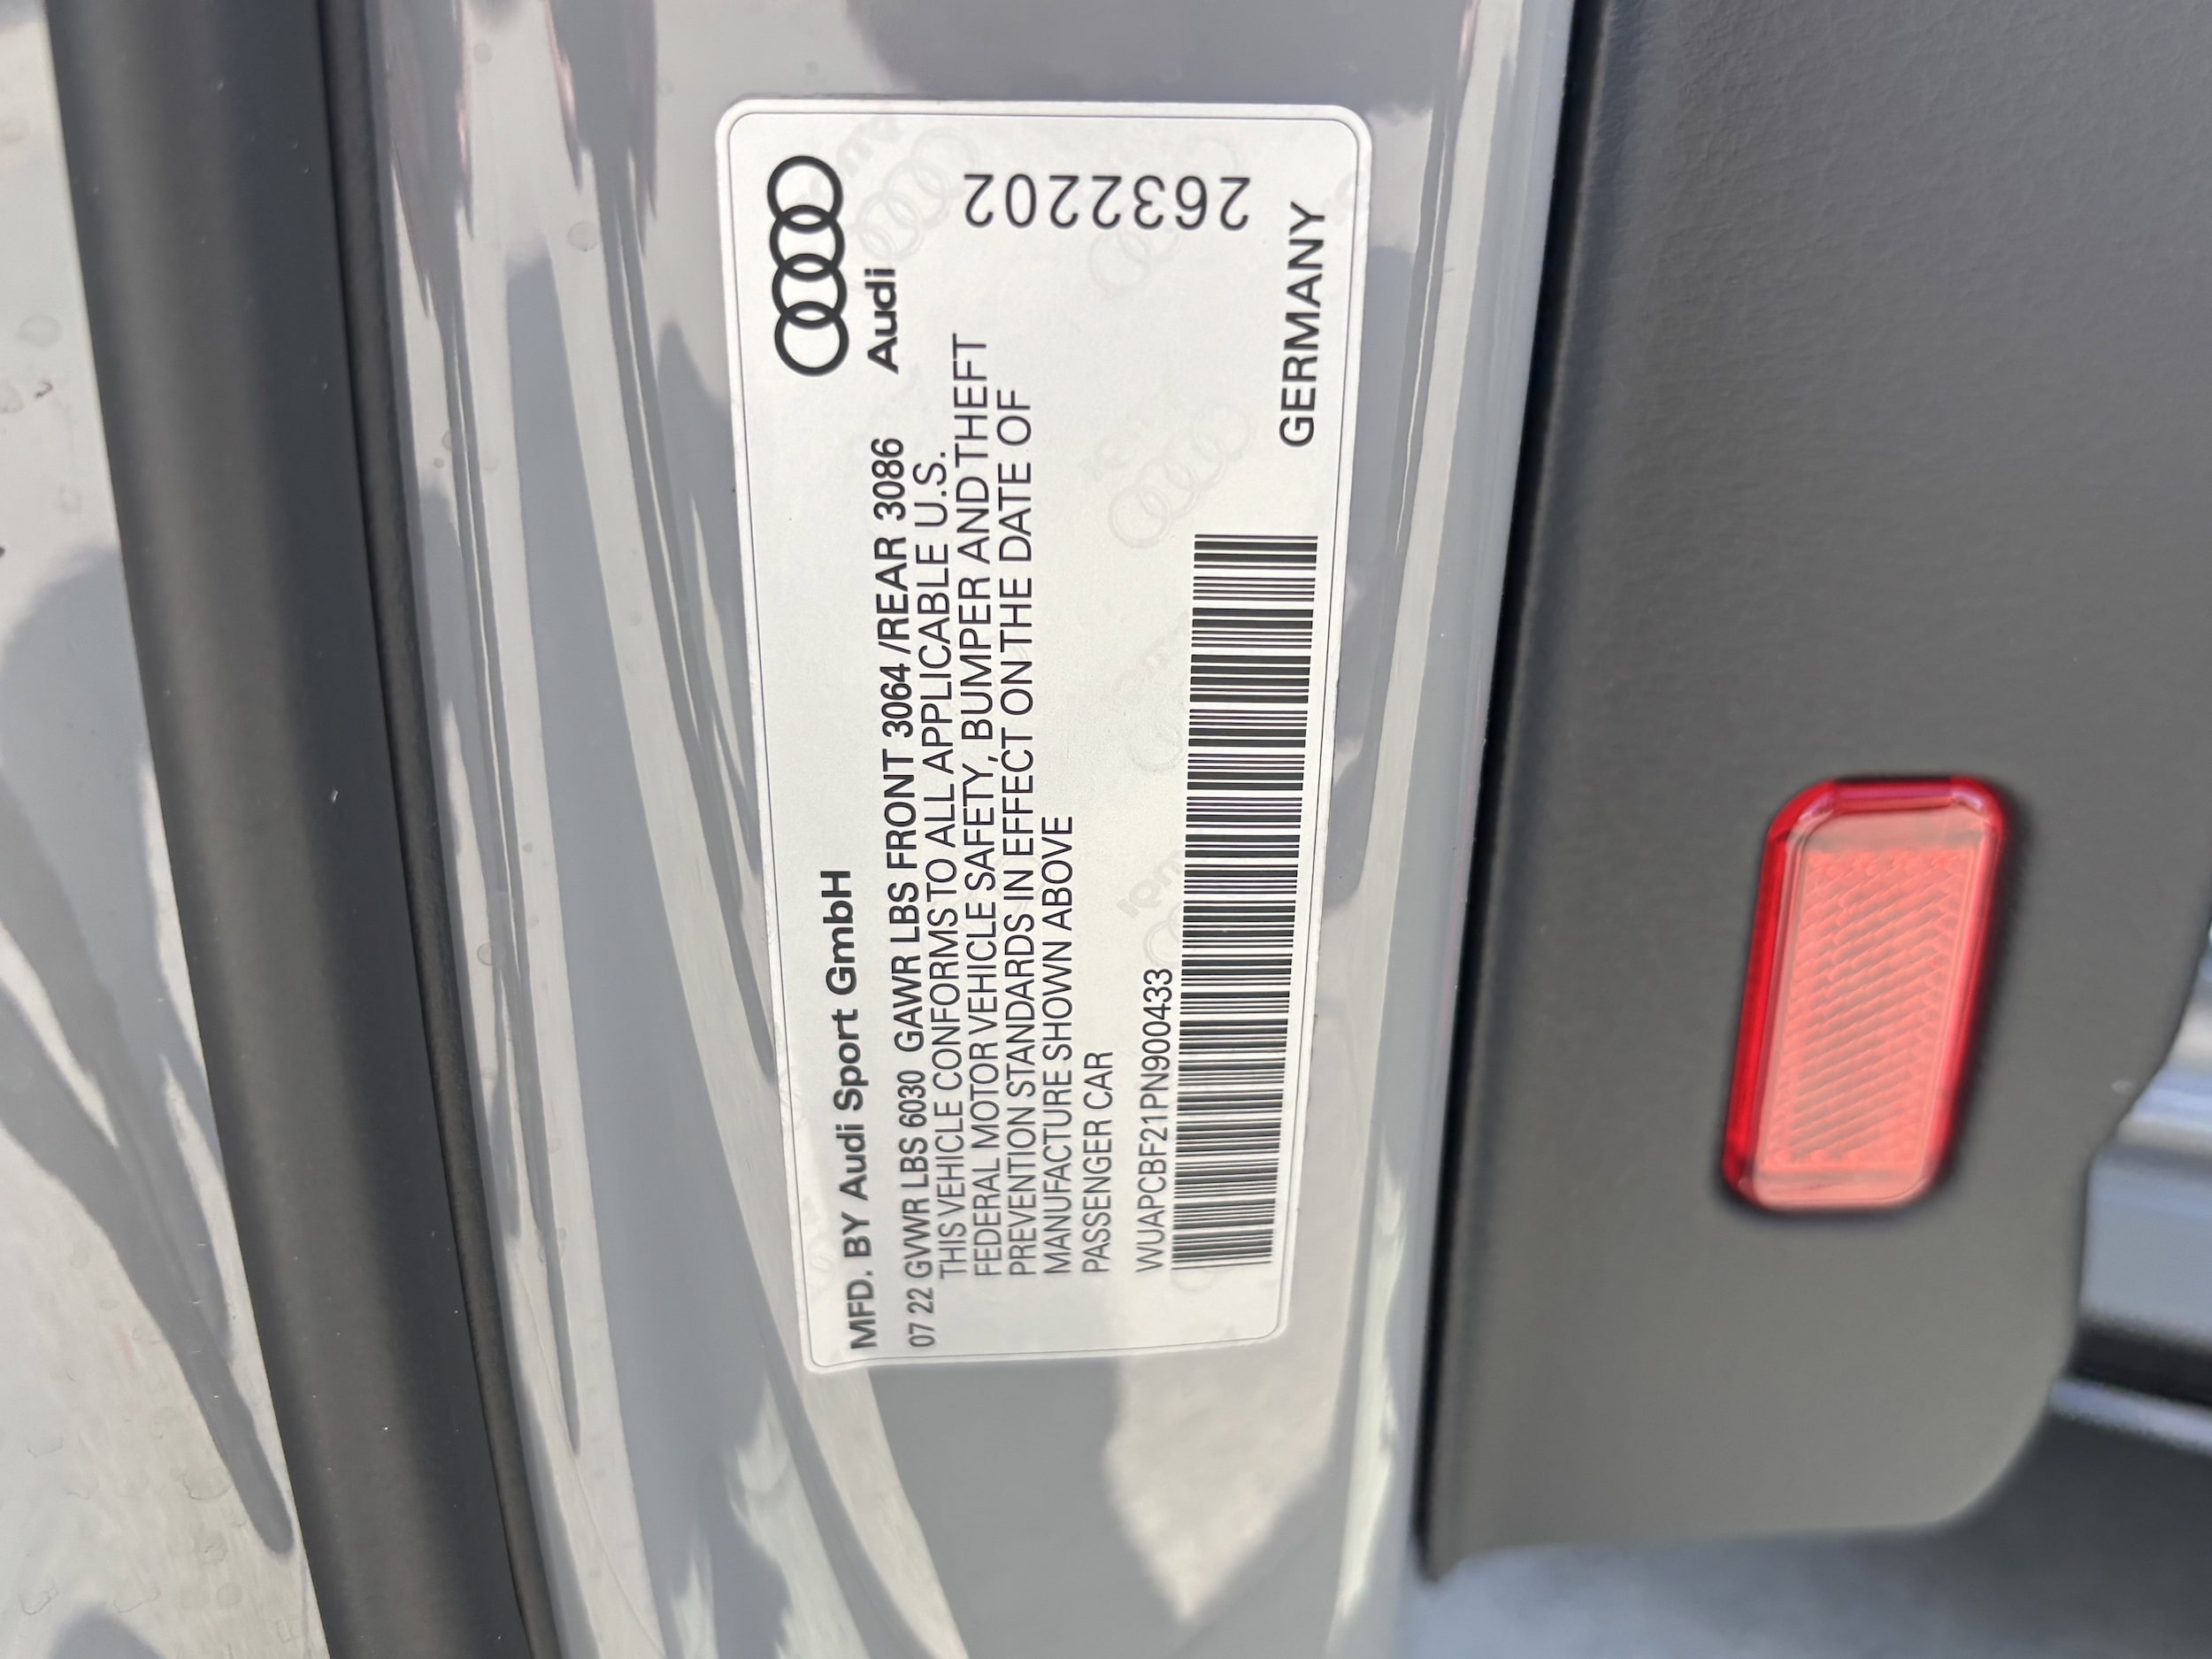 MFD. BY Audi Sport GmbH
Audi
07 22 GVWR LBS 6030 GAWR LBS FRONT 3064 /REAR 3086
THIS VEHICLE CONFORMS TO ALL APPLICABLE U.S.
FEDERAL MOTOR VEHICLE SAFETY, BUMPER AND THEFT
PREVENTION STANDARDS IN EFFECT ON THE DATE OF
MANUFACTURE SHOWN ABOVE
PASSENGER CAR
2632202
WUAPCBF21PN900433
GERMANY